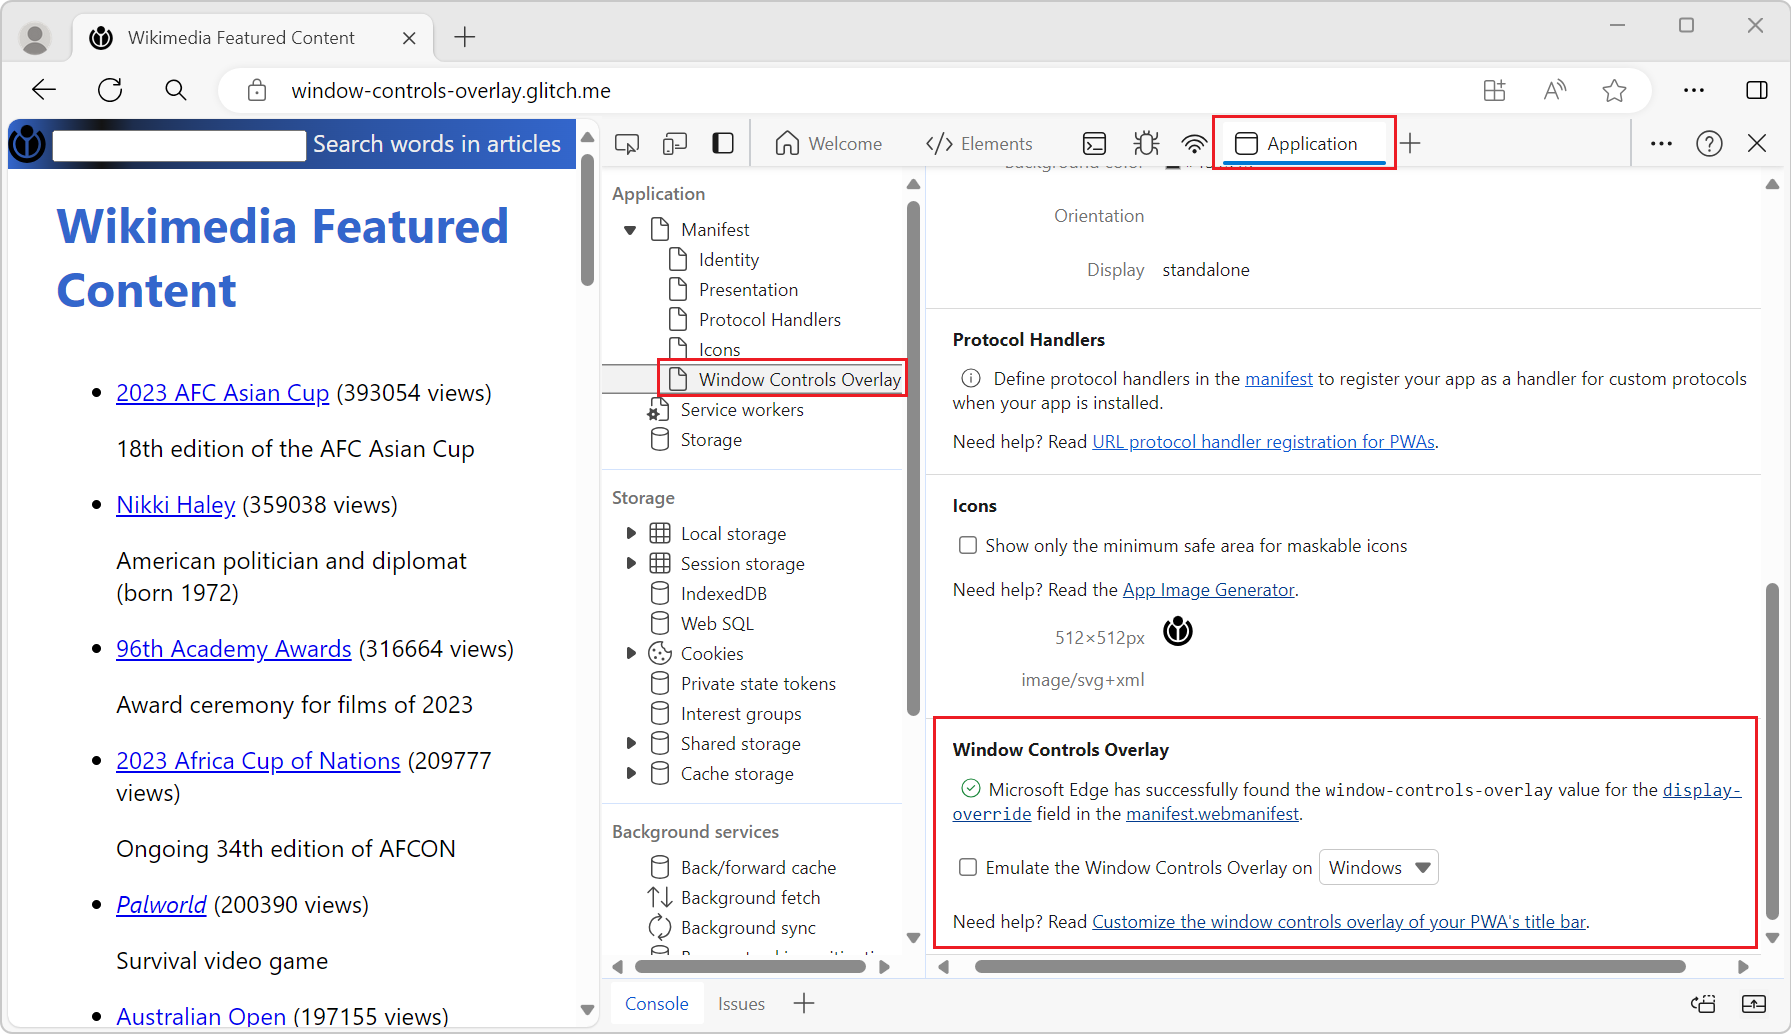 Wikimedia Featured Content
window-controls-overlay.glitch.me
Search words in articles
Wikimedia Featured
Content
2023 AFC Asian Cup (393054 views)
18th edition of the AFC Asian Cup
Nikki Haley (359038 views)
American politician and diplomat
(born 1972)
96th Academy Awards (316664 views)
Award ceremony for films of 2023
2023 Africa Cup of Nations (209777
views)
Ongoing 34th edition of AFCON
Palworld (200390 views)
Survival video game
Australian Open (197155 views)
Welcome
Elements
Application
Application
Manifest
Identity
Presentation
Protocol Handlers
Icons
Window Controls Overlay
Service workers
Storage
Storage
Local storage
Session storage
IndexedDB
Web SQL
Cookies
Private state tokens
Interest groups
Shared storage
Cache storage
Background services
Back/forward cache
Background fetch
Background sync
Background color
Orientation
Display standalone
Protocol Handlers
Define protocol handlers in the manifest to register your app as a handler for custom protocols
when your app is installed.
Need help? Read URL protocol handler registration for PWAs.
Icons
Show only the minimum safe area for maskable icons
Need help? Read the App Image Generator.
512×512px
image/svg+xml
Window Controls Overlay
Microsoft Edge has successfully found the window-controls-overlay value for the display-
override field in the manifest.webmanifest.
Emulate the Window Controls Overlay on Windows
Need help? Read Customize the window controls overlay of your PWA's title bar.
Console
Issues